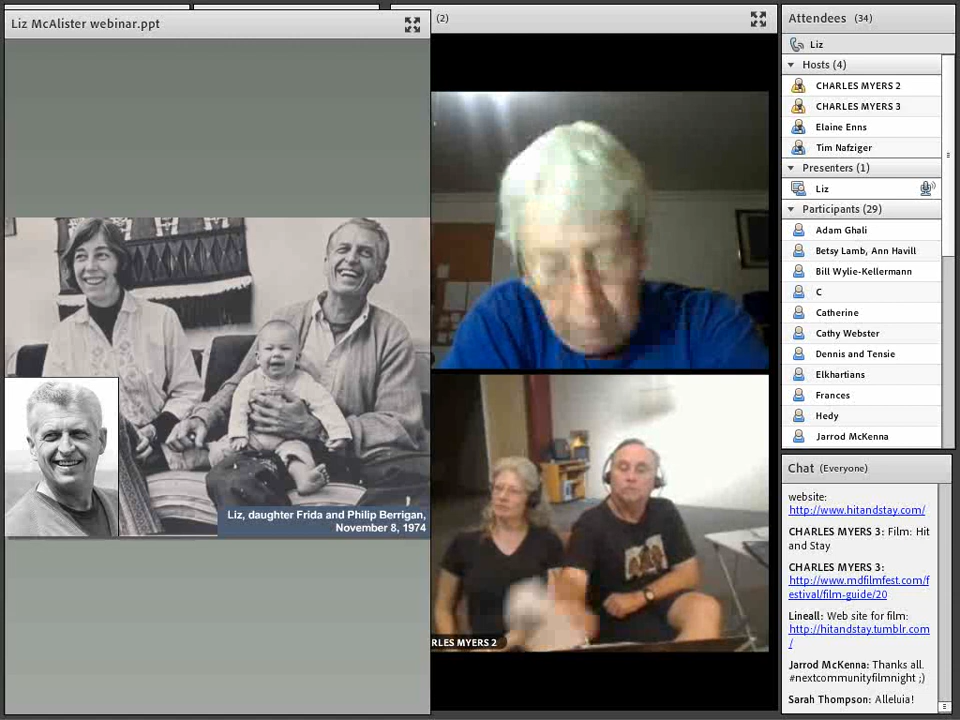 Liz McAlister webinar.ppt
Liz, daughter Frida and Philip Berrigan,
November 8, 1974
(2)
RLES MYERS 2
Attendees (34)
Liz
Hosts (4)
CHARLES MYERS 2
CHARLES MYERS 3
Elaine Enns
Tim Nafziger
Presenters (1)
Liz
Participants (29)
Adam Ghali
Betsy Lamb, Ann Havill
Bill Wylie-Kellermann
C
Catherine
Cathy Webster
Dennis and Tensie
Elkhartians
Frances
Hedy
Jarrod McKenna
Chat (Everyone)
website:
http://www.hitandstay.com/
CHARLES MYERS 3: Film: Hit
and Stay
CHARLES MYERS 3:
http://www.mdfilmfest.com/f
estival/film-guide/20
Lineall: Web site for film:
http://hitandstay.tumblr.com
/
Jarrod McKenna: Thanks all.
#nextcommunityfilmnight ;)
Sarah Thompson: Alleluia!